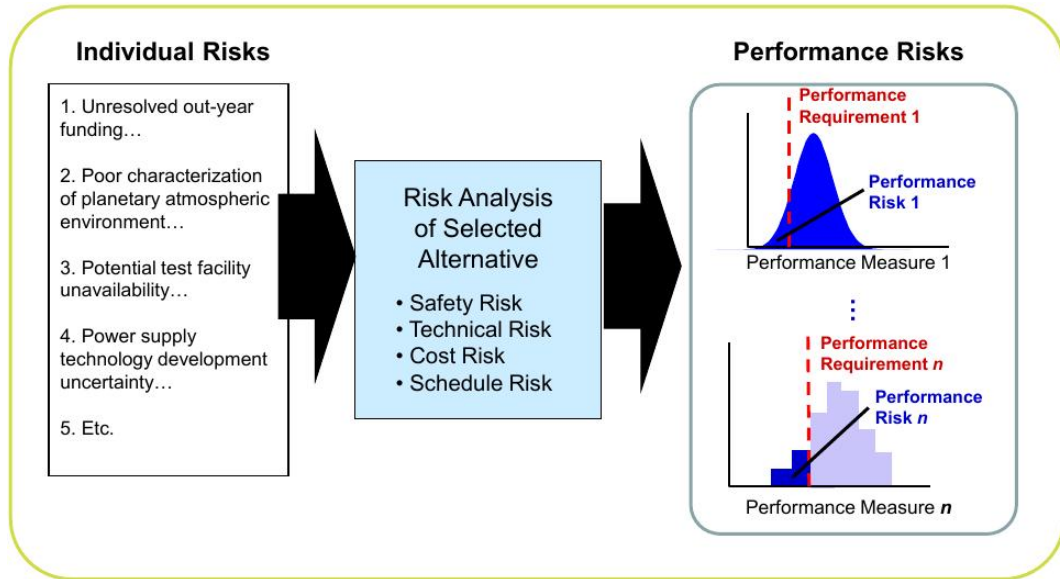 Individual Risks
1. Unresolved out-year
funding…
2. Poor characterization
of planetary atmospheric
environment…
3. Potential test facility
unavailability…
4. Power supply
technology development
uncertainty…
5. Etc.
Risk Analysis
of Selected
Alternative
• Safety Risk
• Technical Risk
• Cost Risk
• Schedule Risk
Performance Risks
Performance
Requirement 1
Performance
Risk 1
Performance Measure 1
⋮
Performance
Requirement n
Performance
Risk n
Performance Measure n